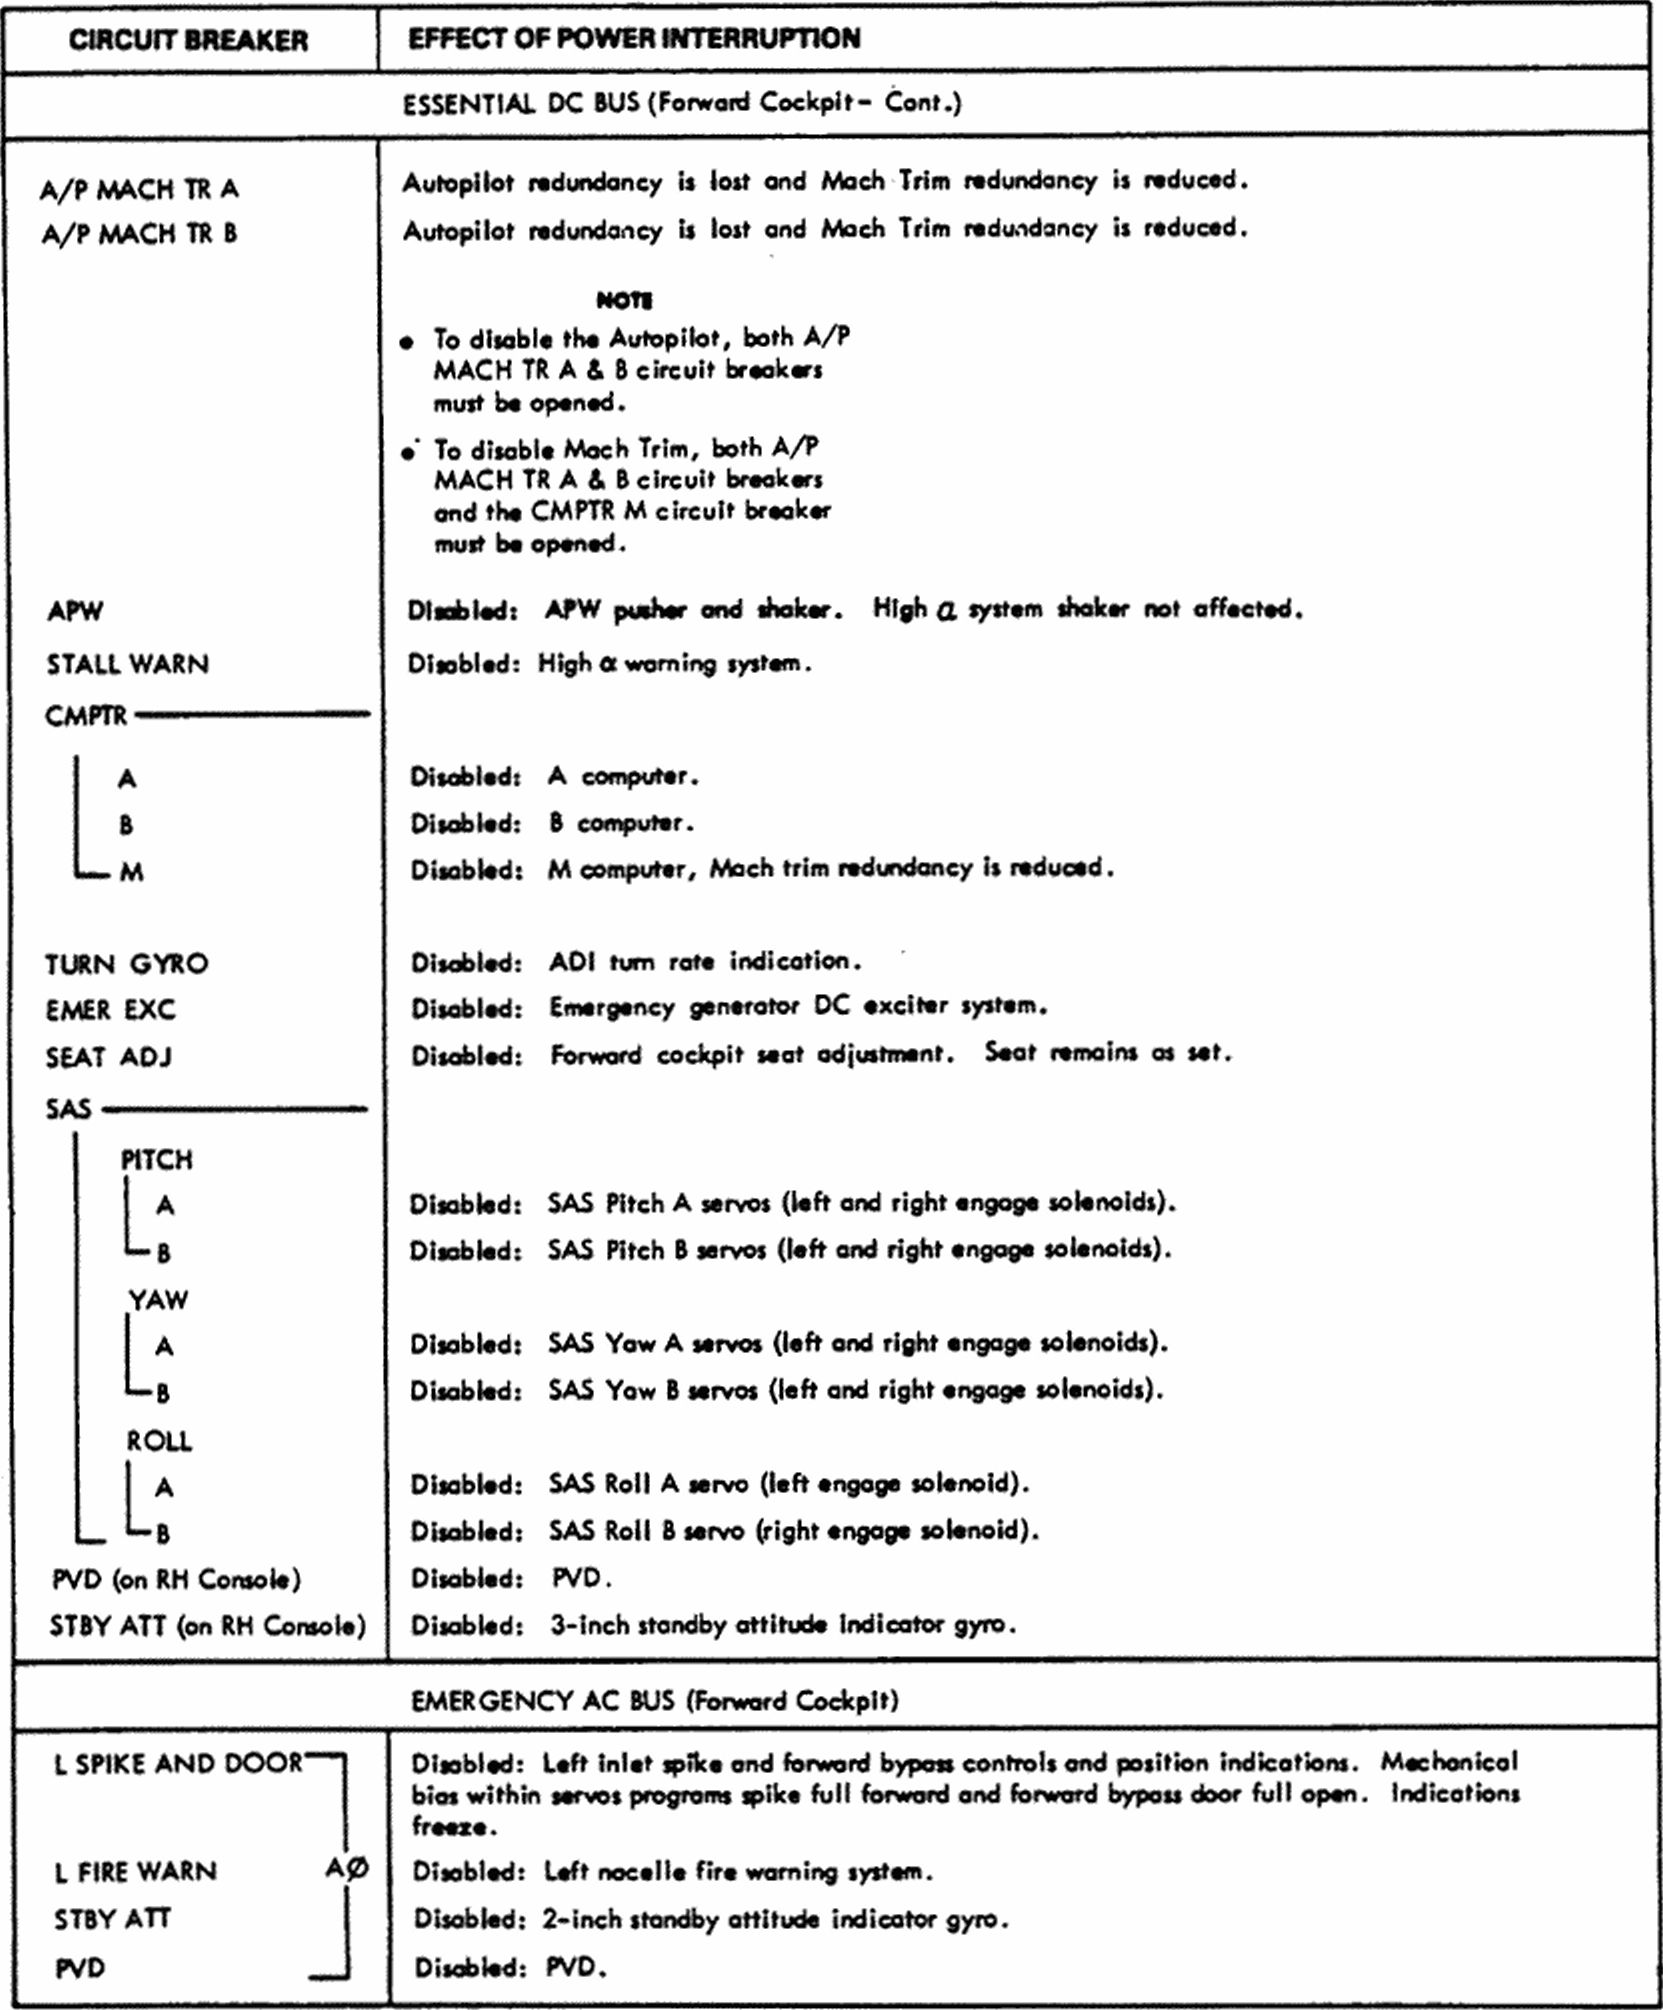 CIRCUIT BREAKER EFFECT OF POWER INTERRUPTION
ESSENTIAL DC BUS (Forward Cockpit- Cont.)
A/P MACH TR A Autopilot redundancy is lost and Mach Trim redundancy is reduced.
A/P MACH TR B Autopilot redundancy is lost and Mach Trim redundancy is reduced.
NOTE
● To disable the Autopilot, both A/P
MACH TR A & B circuit breakers
must be opened.
● To disable Mach Trim, both A/P
MACH TR A & B circuit breakers
and the CMPTR M circuit breaker
must be opened.
APW Disabled: APW pusher and shaker. High α system shaker not affected.
STALL WARN Disabled: High α warning system.
CMPTR
A Disabled: A computer.
B Disabled: B computer.
M Disabled: M computer, Mach trim redundancy is reduced.
TURN GYRO Disabled: ADI turn rate indication.
EMER EXC Disabled: Emergency generator DC exciter system.
SEAT ADJ Disabled: Forward cockpit seat adjustment. Seat remains as set.
SAS
PITCH
A Disabled: SAS Pitch A servos (left and right engage solenoids).
B Disabled: SAS Pitch B servos (left and right engage solenoids).
YAW
A Disabled: SAS Yaw A servos (left and right engage solenoids).
B Disabled: SAS Yaw B servos (left and right engage solenoids).
ROLL
A Disabled: SAS Roll A servo (left engage solenoid).
B Disabled: SAS Roll B servo (right engage solenoid).
PVD (on RH Console) Disabled: PVD.
STBY ATT (on RH Console) Disabled: 3-inch standby attitude indicator gyro.
EMERGENCY AC BUS (Forward Cockpit)
L SPIKE AND DOOR Disabled: Left inlet spike and forward bypass controls and position indications. Mechanical
bias within servos programs spike full forward and forward bypass door full open. Indications
freeze.
L FIRE WARN AØ Disabled: Left nacelle fire warning system.
STBY ATT Disabled: 2-inch standby attitude indicator gyro.
PVD Disabled: PVD.